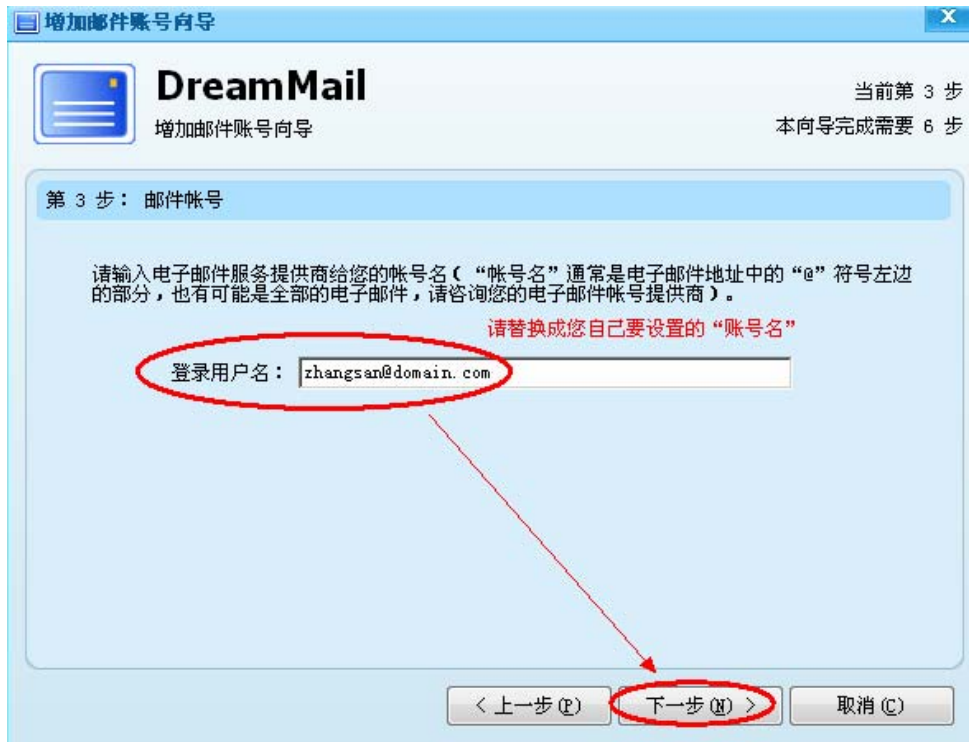 增加邮件账号向导
X
DreamMail
增加邮件账号向导
当前第 3 步
本向导完成需要 6 步
第 3 步： 邮件帐号
请输入电子邮件服务提供商给您的帐号名（“帐号名”通常是电子邮件地址中的“@”符号左边
的部分，也有可能是全部的电子邮件，请咨询您的电子邮件帐号提供商）。
请替换成您自己要设置的“账号名”
登录用户名： zhangsan@domain.com
< 上一步(P)
下一步(N) >
取消(C)